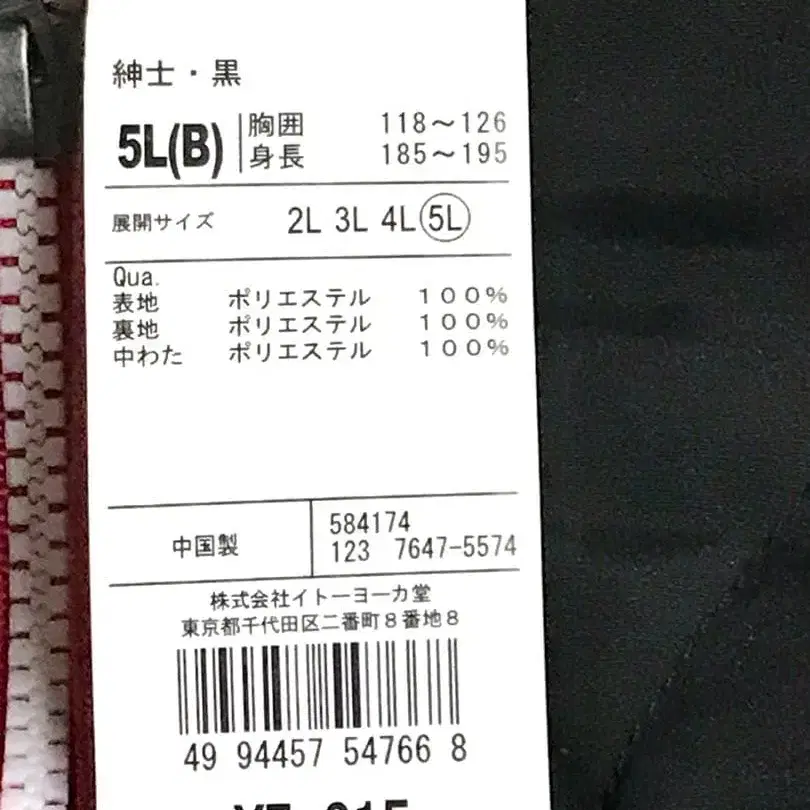 紳士・黒
5L(B) 胸囲 118～126
身長 185～195
展開サイズ 2L 3L 4L 5L
Qua.
表地 ポリエステル 100%
裏地 ポリエステル 100%
中わた ポリエステル 100%
中国製
584174
123 7647-5574
株式会社イトーヨーカ堂
東京都千代田区二番町8番地8
49 94457 54766 8